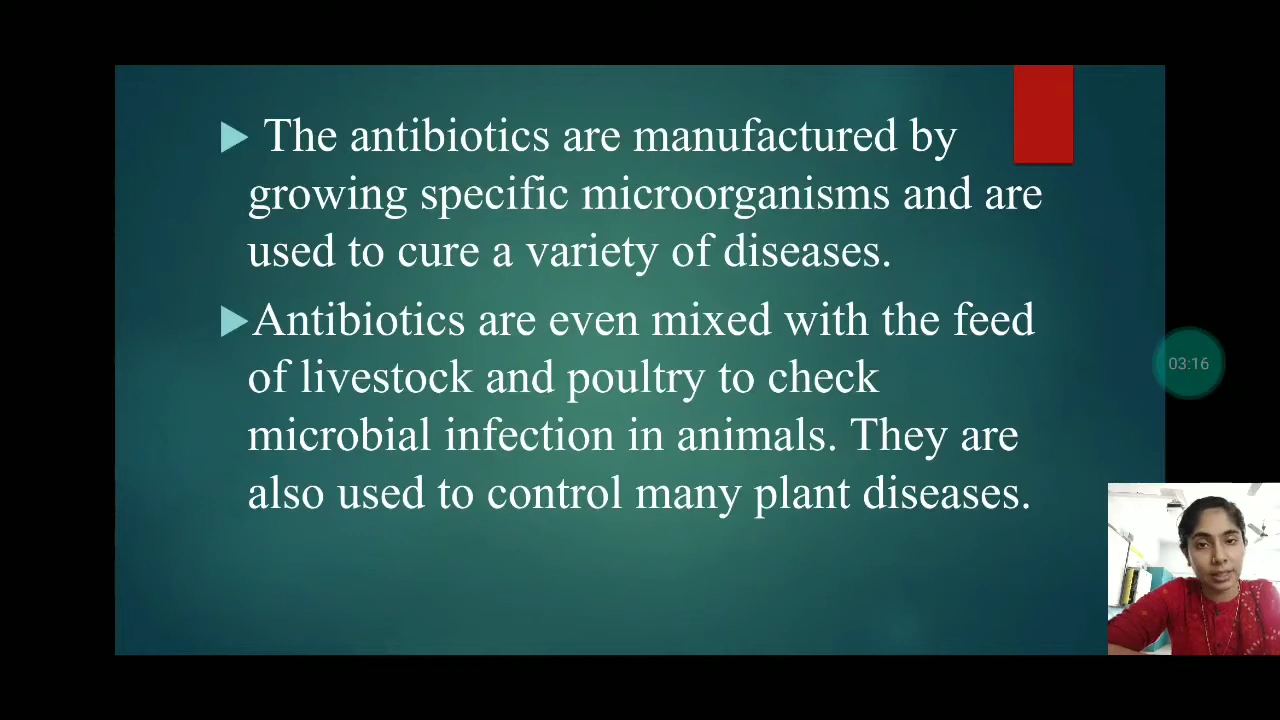 The antibiotics are manufactured by
growing specific microorganisms and are
used to cure a variety of diseases.
Antibiotics are even mixed with the feed
of livestock and poultry to check
microbial infection in animals. They are
also used to control many plant diseases.
03:16